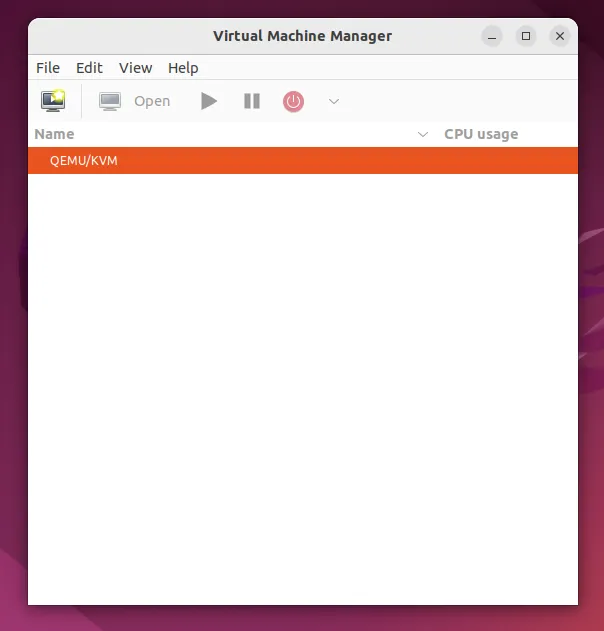 Virtual Machine Manager
File Edit View Help
Open
Name CPU usage
QEMU/KVM